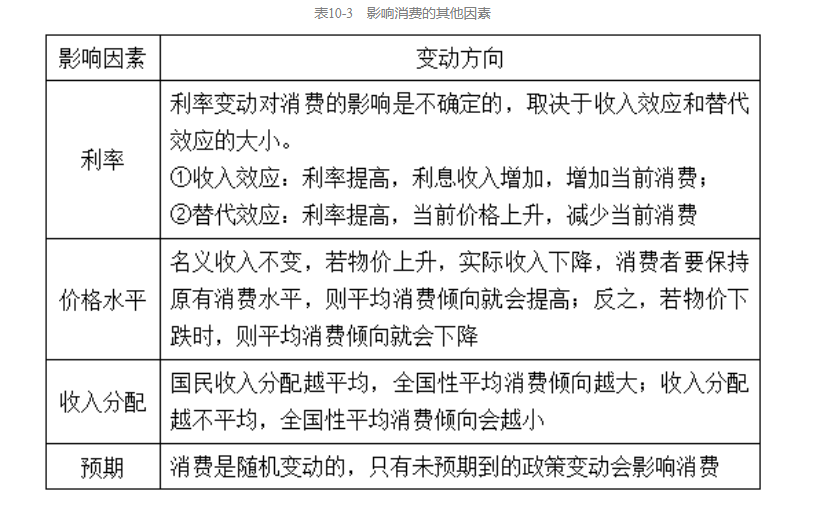 表10-3 影响消费的其他因素
影响因素 变动方向
利率
利率变动对消费的影响是不确定的，取决于收入效应和替代
效应的大小。
①收入效应：利率提高，利息收入增加，增加当前消费；
②替代效应：利率提高，当前价格上升，减少当前消费
价格水平
名义收入不变，若物价上升，实际收入下降，消费者要保持
原有消费水平，则平均消费倾向就会提高；反之，若物价下
跌时，则平均消费倾向就会下降
收入分配
国民收入分配越平均，全国性平均消费倾向越大；收入分配
越不平均，全国性平均消费倾向会越小
预期
消费是随机变动的，只有未预期到的政策变动会影响消费